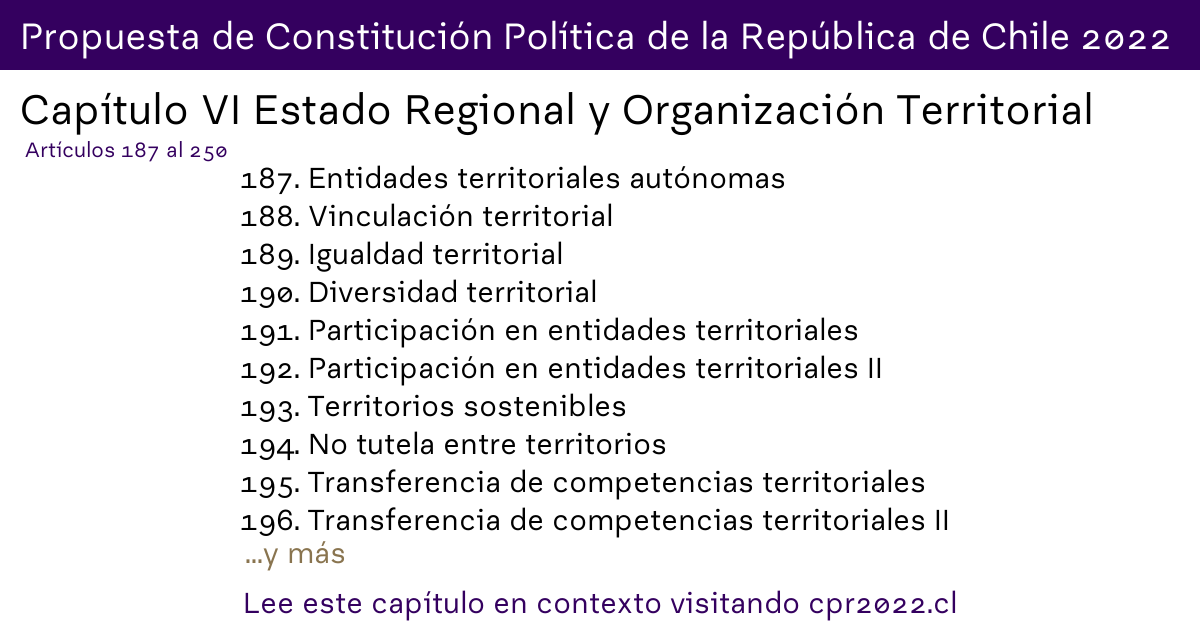 Propuesta de Constitución Política de la República de Chile 2022
Capítulo VI Estado Regional y Organización Territorial
Artículos 187 al 250
187. Entidades territoriales autónomas
188. Vinculación territorial
189. Igualdad territorial
190. Diversidad territorial
191. Participación en entidades territoriales
192. Participación en entidades territoriales II
193. Territorios sostenibles
194. No tutela entre territorios
195. Transferencia de competencias territoriales
196. Transferencia de competencias territoriales II
...y más
Lee este capítulo en contexto visitando cpr2022.cl